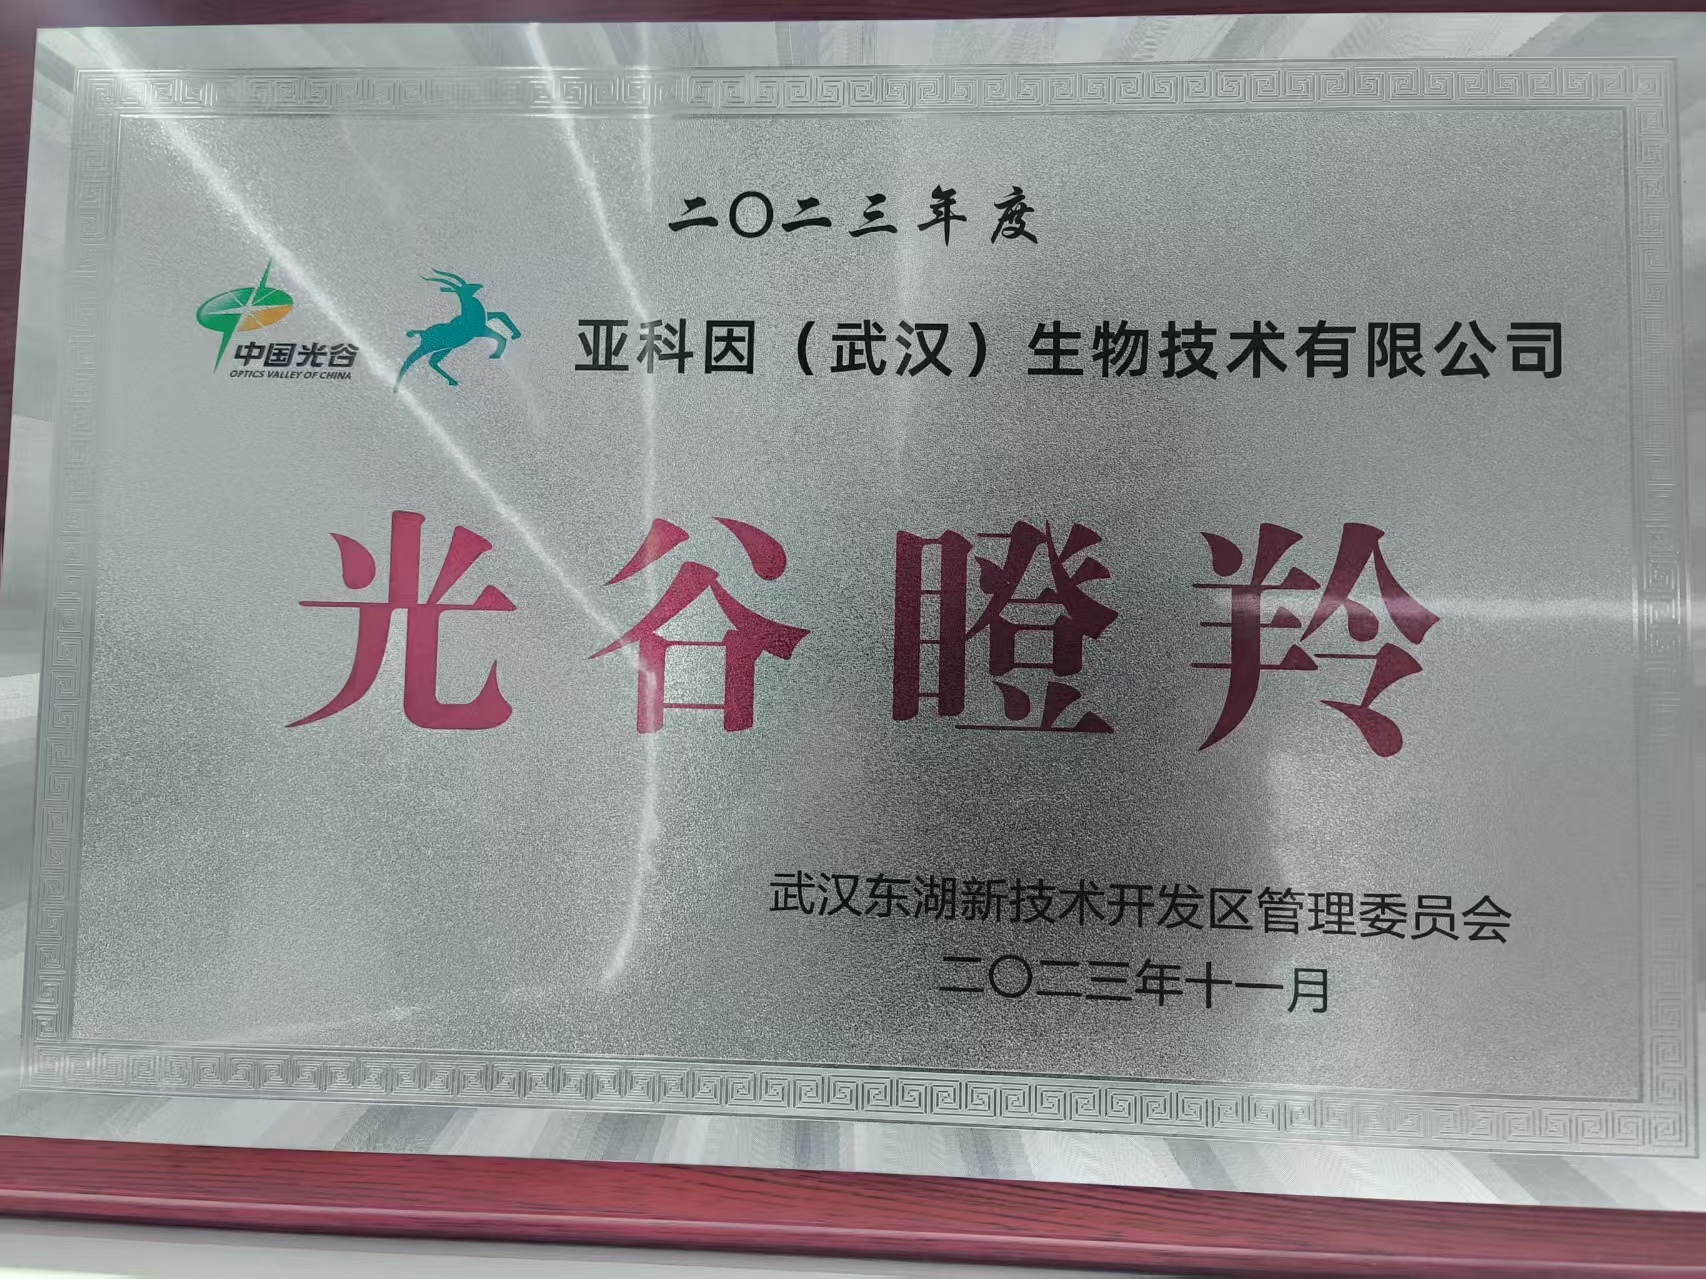 二〇二三年度
中国光谷
OPTICS VALLEY OF CHINA
亚科因（武汉）生物技术有限公司
光谷瞪羚
武汉东湖新技术开发区管理委员会
二〇二三年十一月